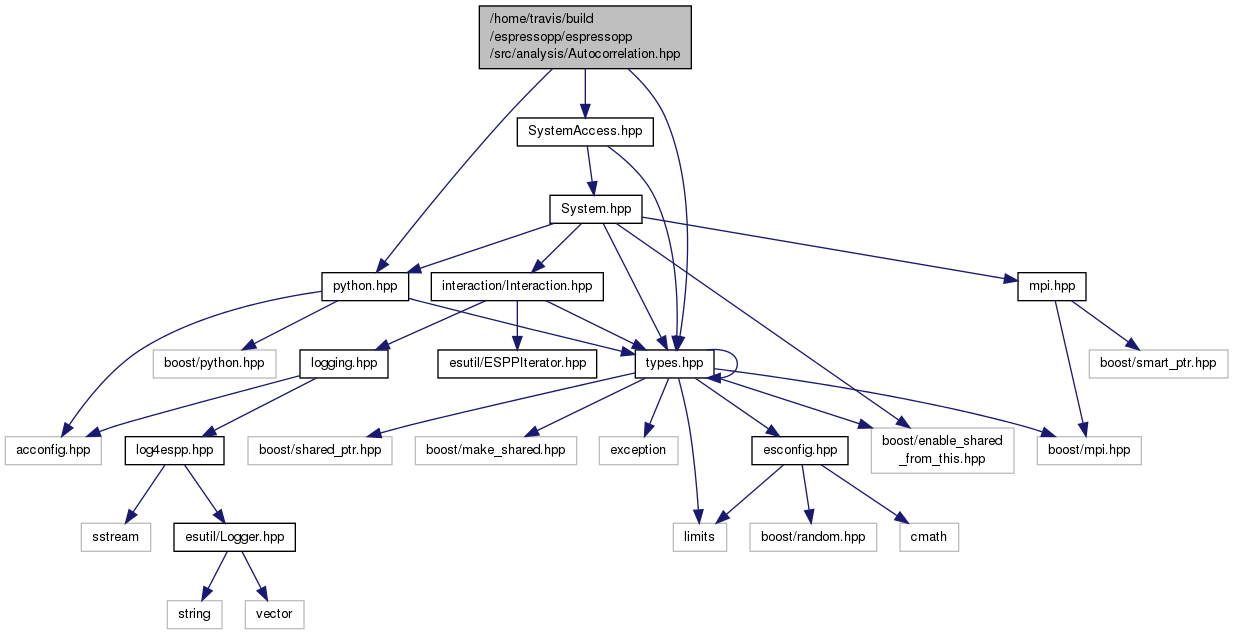 /home/travis/build
/espressopp/espressopp
/src/analysis/Autocorrelation.hpp
SystemAccess.hpp
System.hpp
python.hpp
interaction/Interaction.hpp
mpi.hpp
boost/python.hpp
logging.hpp
esutil/ESPPIterator.hpp
types.hpp
boost/smart_ptr.hpp
acconfig.hpp
log4espp.hpp
boost/shared_ptr.hpp
boost/make_shared.hpp
exception
esconfig.hpp
boost/enable_shared
_from_this.hpp
boost/mpi.hpp
sstream
esutil/Logger.hpp
limits
boost/random.hpp
cmath
string
vector